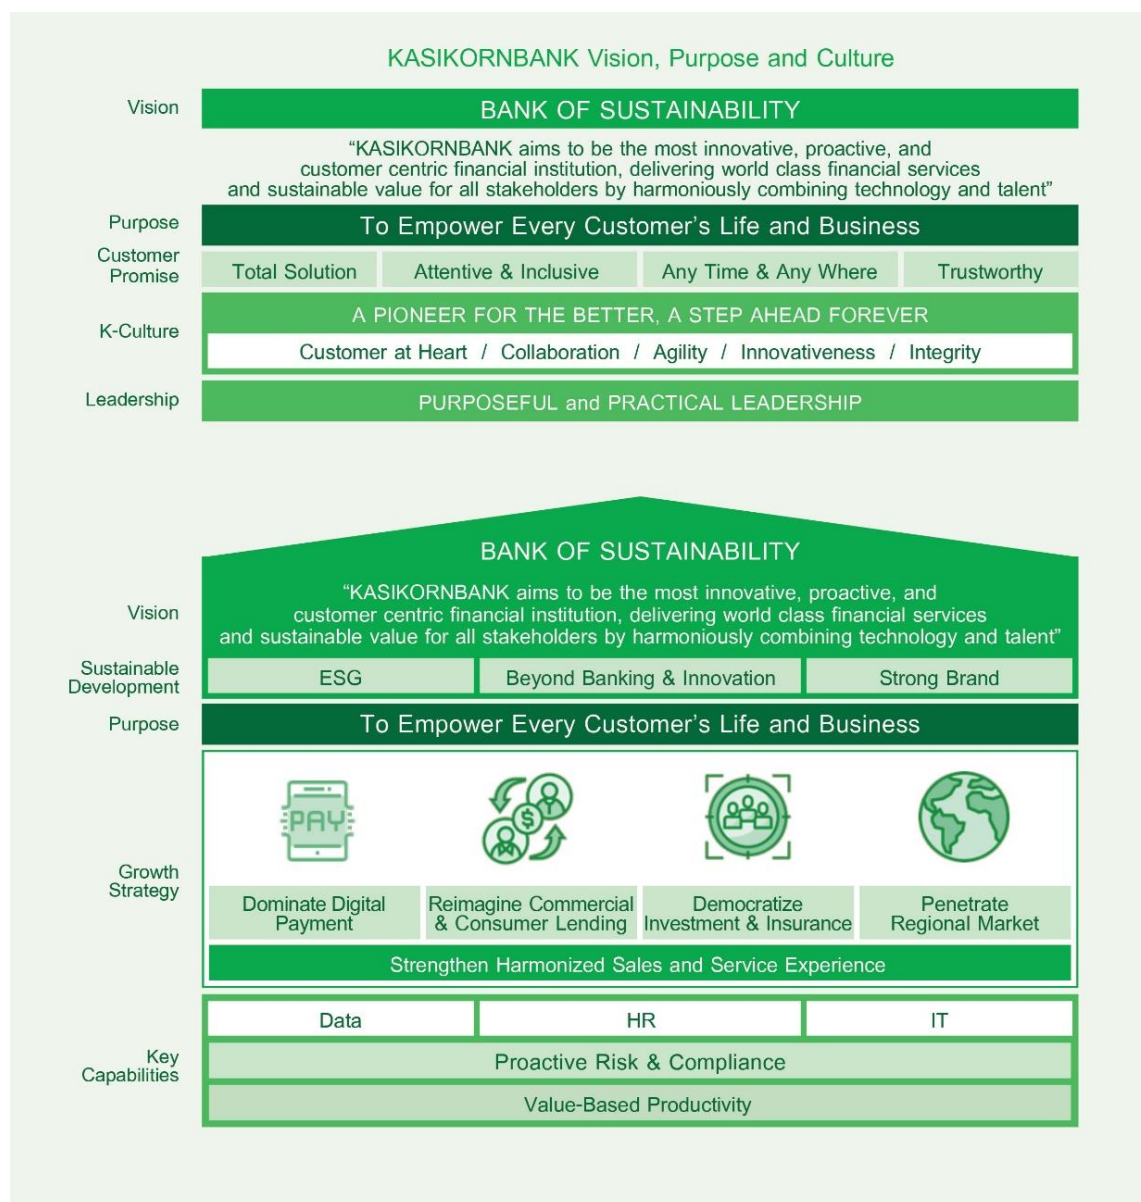 KASIKORNBANK Vision, Purpose and Culture
Vision
BANK OF SUSTAINABILITY
“KASIKORNBANK aims to be the most innovative, proactive, and
customer centric financial institution, delivering world class financial services
and sustainable value for all stakeholders by harmoniously combining technology and talent”
Purpose
To Empower Every Customer’s Life and Business
Customer
Promise
Total Solution
Attentive & Inclusive
Any Time & Any Where
Trustworthy
K-Culture
A PIONEER FOR THE BETTER, A STEP AHEAD FOREVER
Customer at Heart / Collaboration / Agility / Innovativeness / Integrity
Leadership
PURPOSEFUL and PRACTICAL LEADERSHIP
BANK OF SUSTAINABILITY
Vision
“KASIKORNBANK aims to be the most innovative, proactive, and
customer centric financial institution, delivering world class financial services
and sustainable value for all stakeholders by harmoniously combining technology and talent”
Sustainable
Development
ESG
Beyond Banking & Innovation
Strong Brand
Purpose
To Empower Every Customer’s Life and Business
Growth
Strategy
PAY
$
Dominate Digital
Payment
Reimagine Commercial
& Consumer Lending
Democratize
Investment & Insurance
Penetrate
Regional Market
Strengthen Harmonized Sales and Service Experience
Key
Capabilities
Data
HR
IT
Proactive Risk & Compliance
Value-Based Productivity